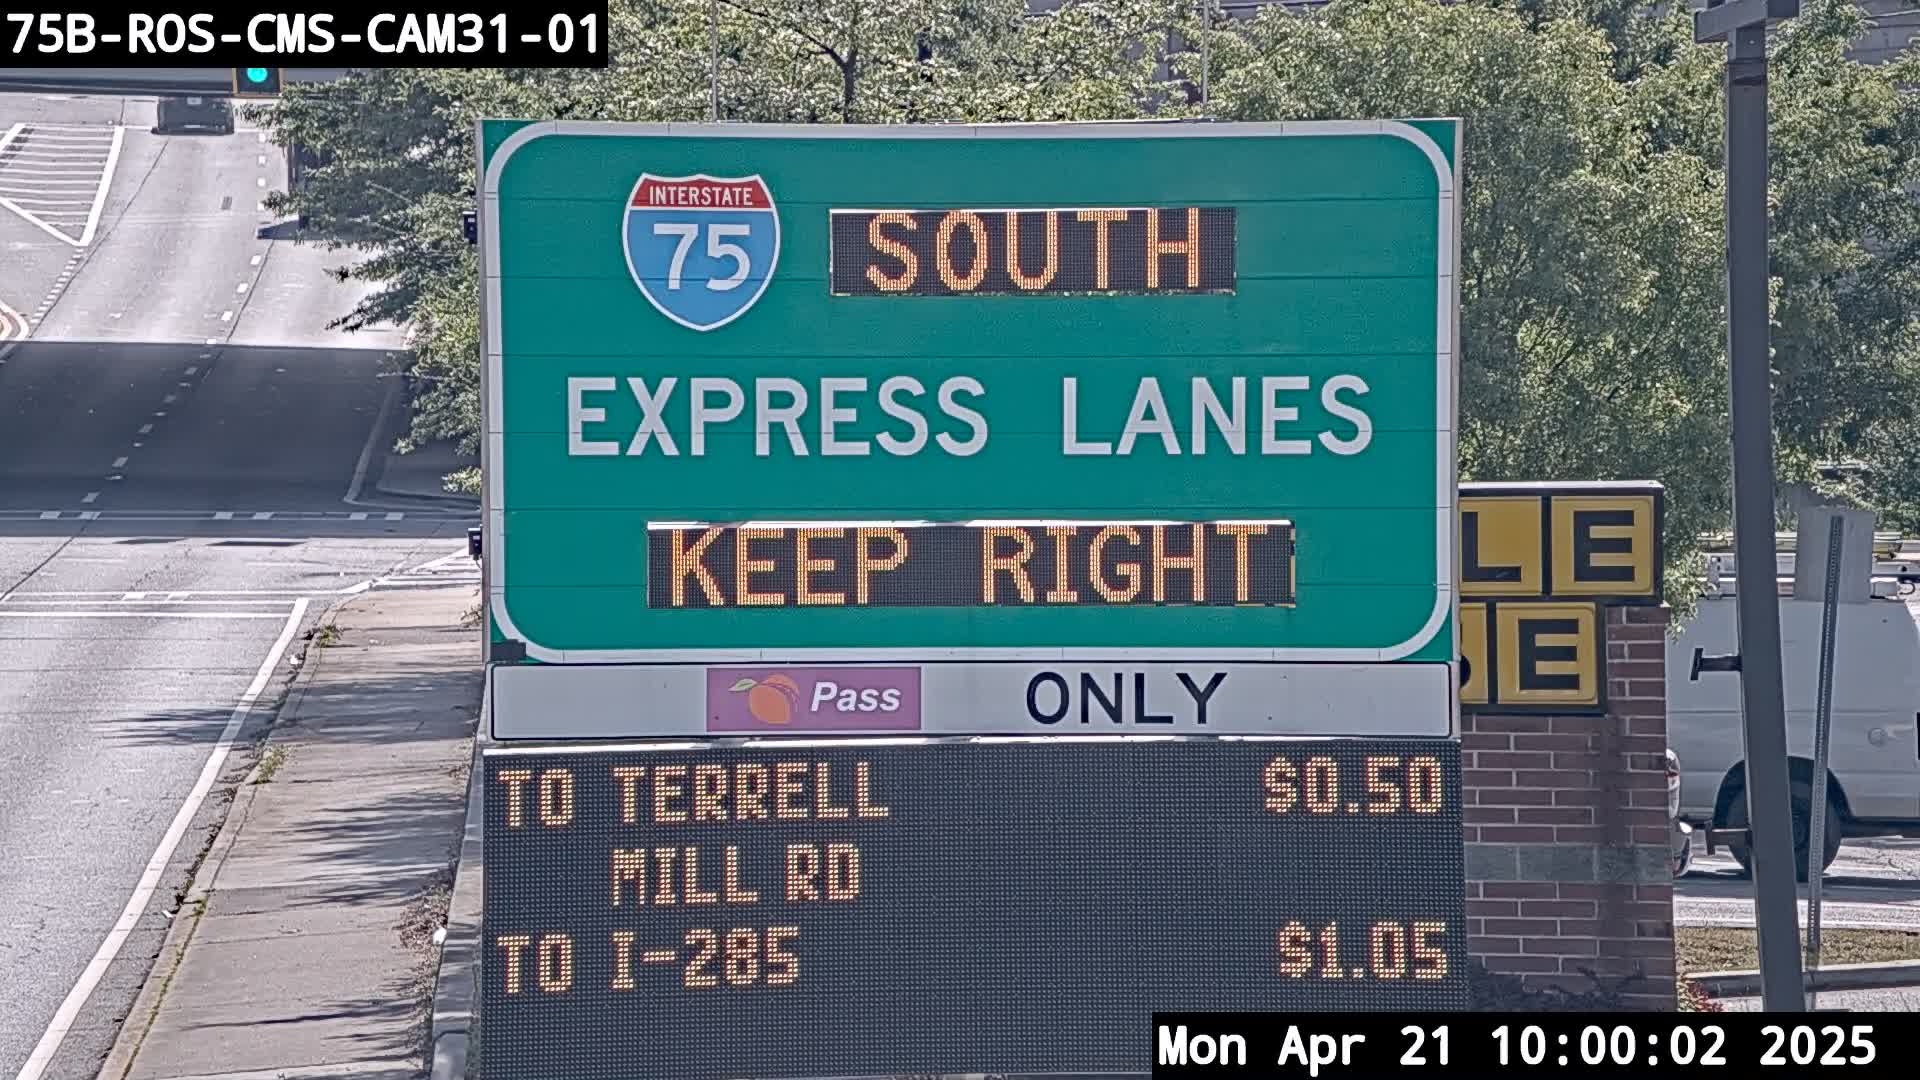 75B-ROS-CMS-CAM31-01
INTERSTATE
75
SOUTH
EXPRESS LANES
KEEP RIGHT
LE
Pass ONLY
E
TO TERRELL $0.50
MILL RD
TO I-285 $1.05
Mon Apr 21 10:00:02 2025